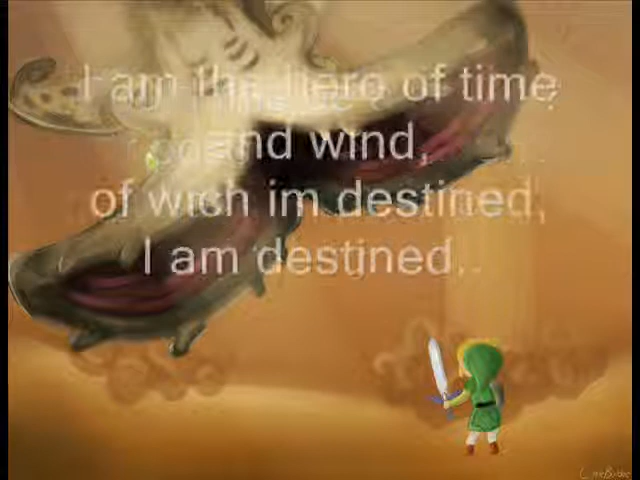 I am the hero of time
and wind,
of wich im destined,
I am destined..